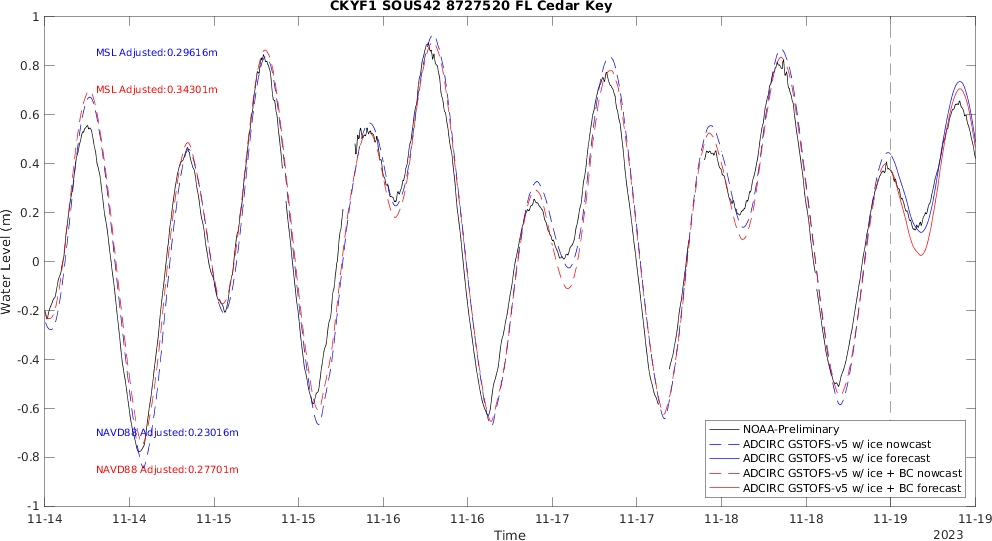 CKYF1 SOUS42 8727520 FL Cedar Key
1
0.8
0.6
0.4
0.2
0
-0.2
-0.4
-0.6
-0.8
-1
Water Level (m)
MSL Adjusted:0.29616m
MSL Adjusted:0.34301m
NAVD88 Adjusted:0.23016m
NAVD88 Adjusted:0.27701m
NOAA-Preliminary
ADCIRC GSTOFS-v5 w/ ice nowcast
ADCIRC GSTOFS-v5 w/ ice forecast
ADCIRC GSTOFS-v5 w/ ice + BC nowcast
ADCIRC GSTOFS-v5 w/ ice + BC forecast
11-14 11-14 11-15 11-15 11-16 11-16 11-17 11-17 11-18 11-18 11-19 11-19
Time
2023